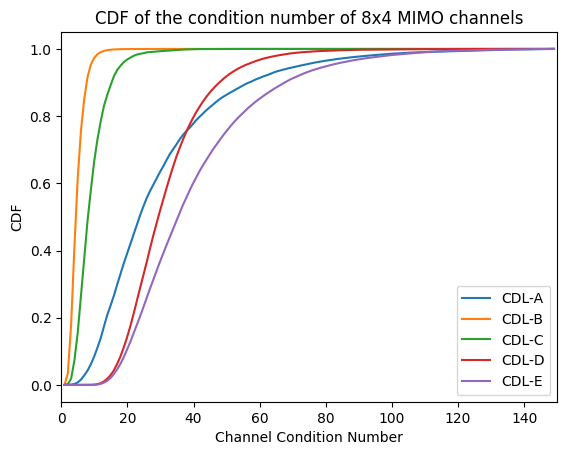 CDF of the condition number of 8x4 MIMO channels
1.0
0.8
0.6
0.4
0.2
0.0
CDF
0 20 40 60 80 100 120 140
Channel Condition Number
CDL-A
CDL-B
CDL-C
CDL-D
CDL-E